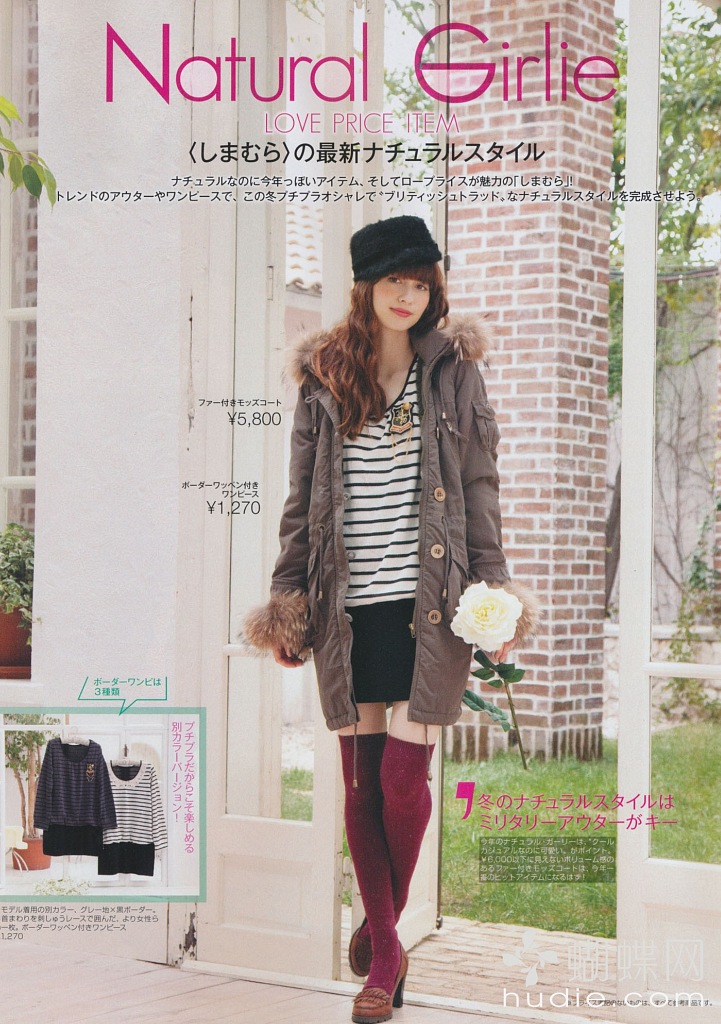 Natural Girlie
LOVE PRICE ITEM
〈しまむら〉の最新ナチュラルスタイル
ナチュラルなのに今年っぽいアイテム、そしてロープライスが魅力の「しまむら」!
トレンドのアウターやワンピースで、この冬プチプラオシャレで"ブリティッシュトラッド"なナチュラルスタイルを完成させよう。
ファー付きモッズコート
¥5,800
ボーダーワッペン付き
ワンピース
¥1,270
ボーダーワンピは
3種類
プチプラだからこそ楽しめる
別カラーバージョン!
モデル着用の別カラー、グレー地×黒ボーダー。
首まわりを刺しゅうレースで囲んだ、より女性ら
一枚。ボーダーワッペン付きワンピース
1,270
冬のナチュラルスタイルは
ミリタリーアウターがキー
今年のナチュラル・ガーリーは、"クール
カジュアルなのに可愛い"がポイント。
¥6,000以下に見えないボリューム感の
あるファー付きモッズコートは、今年一
番のヒットアイテムになるはず!
蝴蝶网
hudie.com